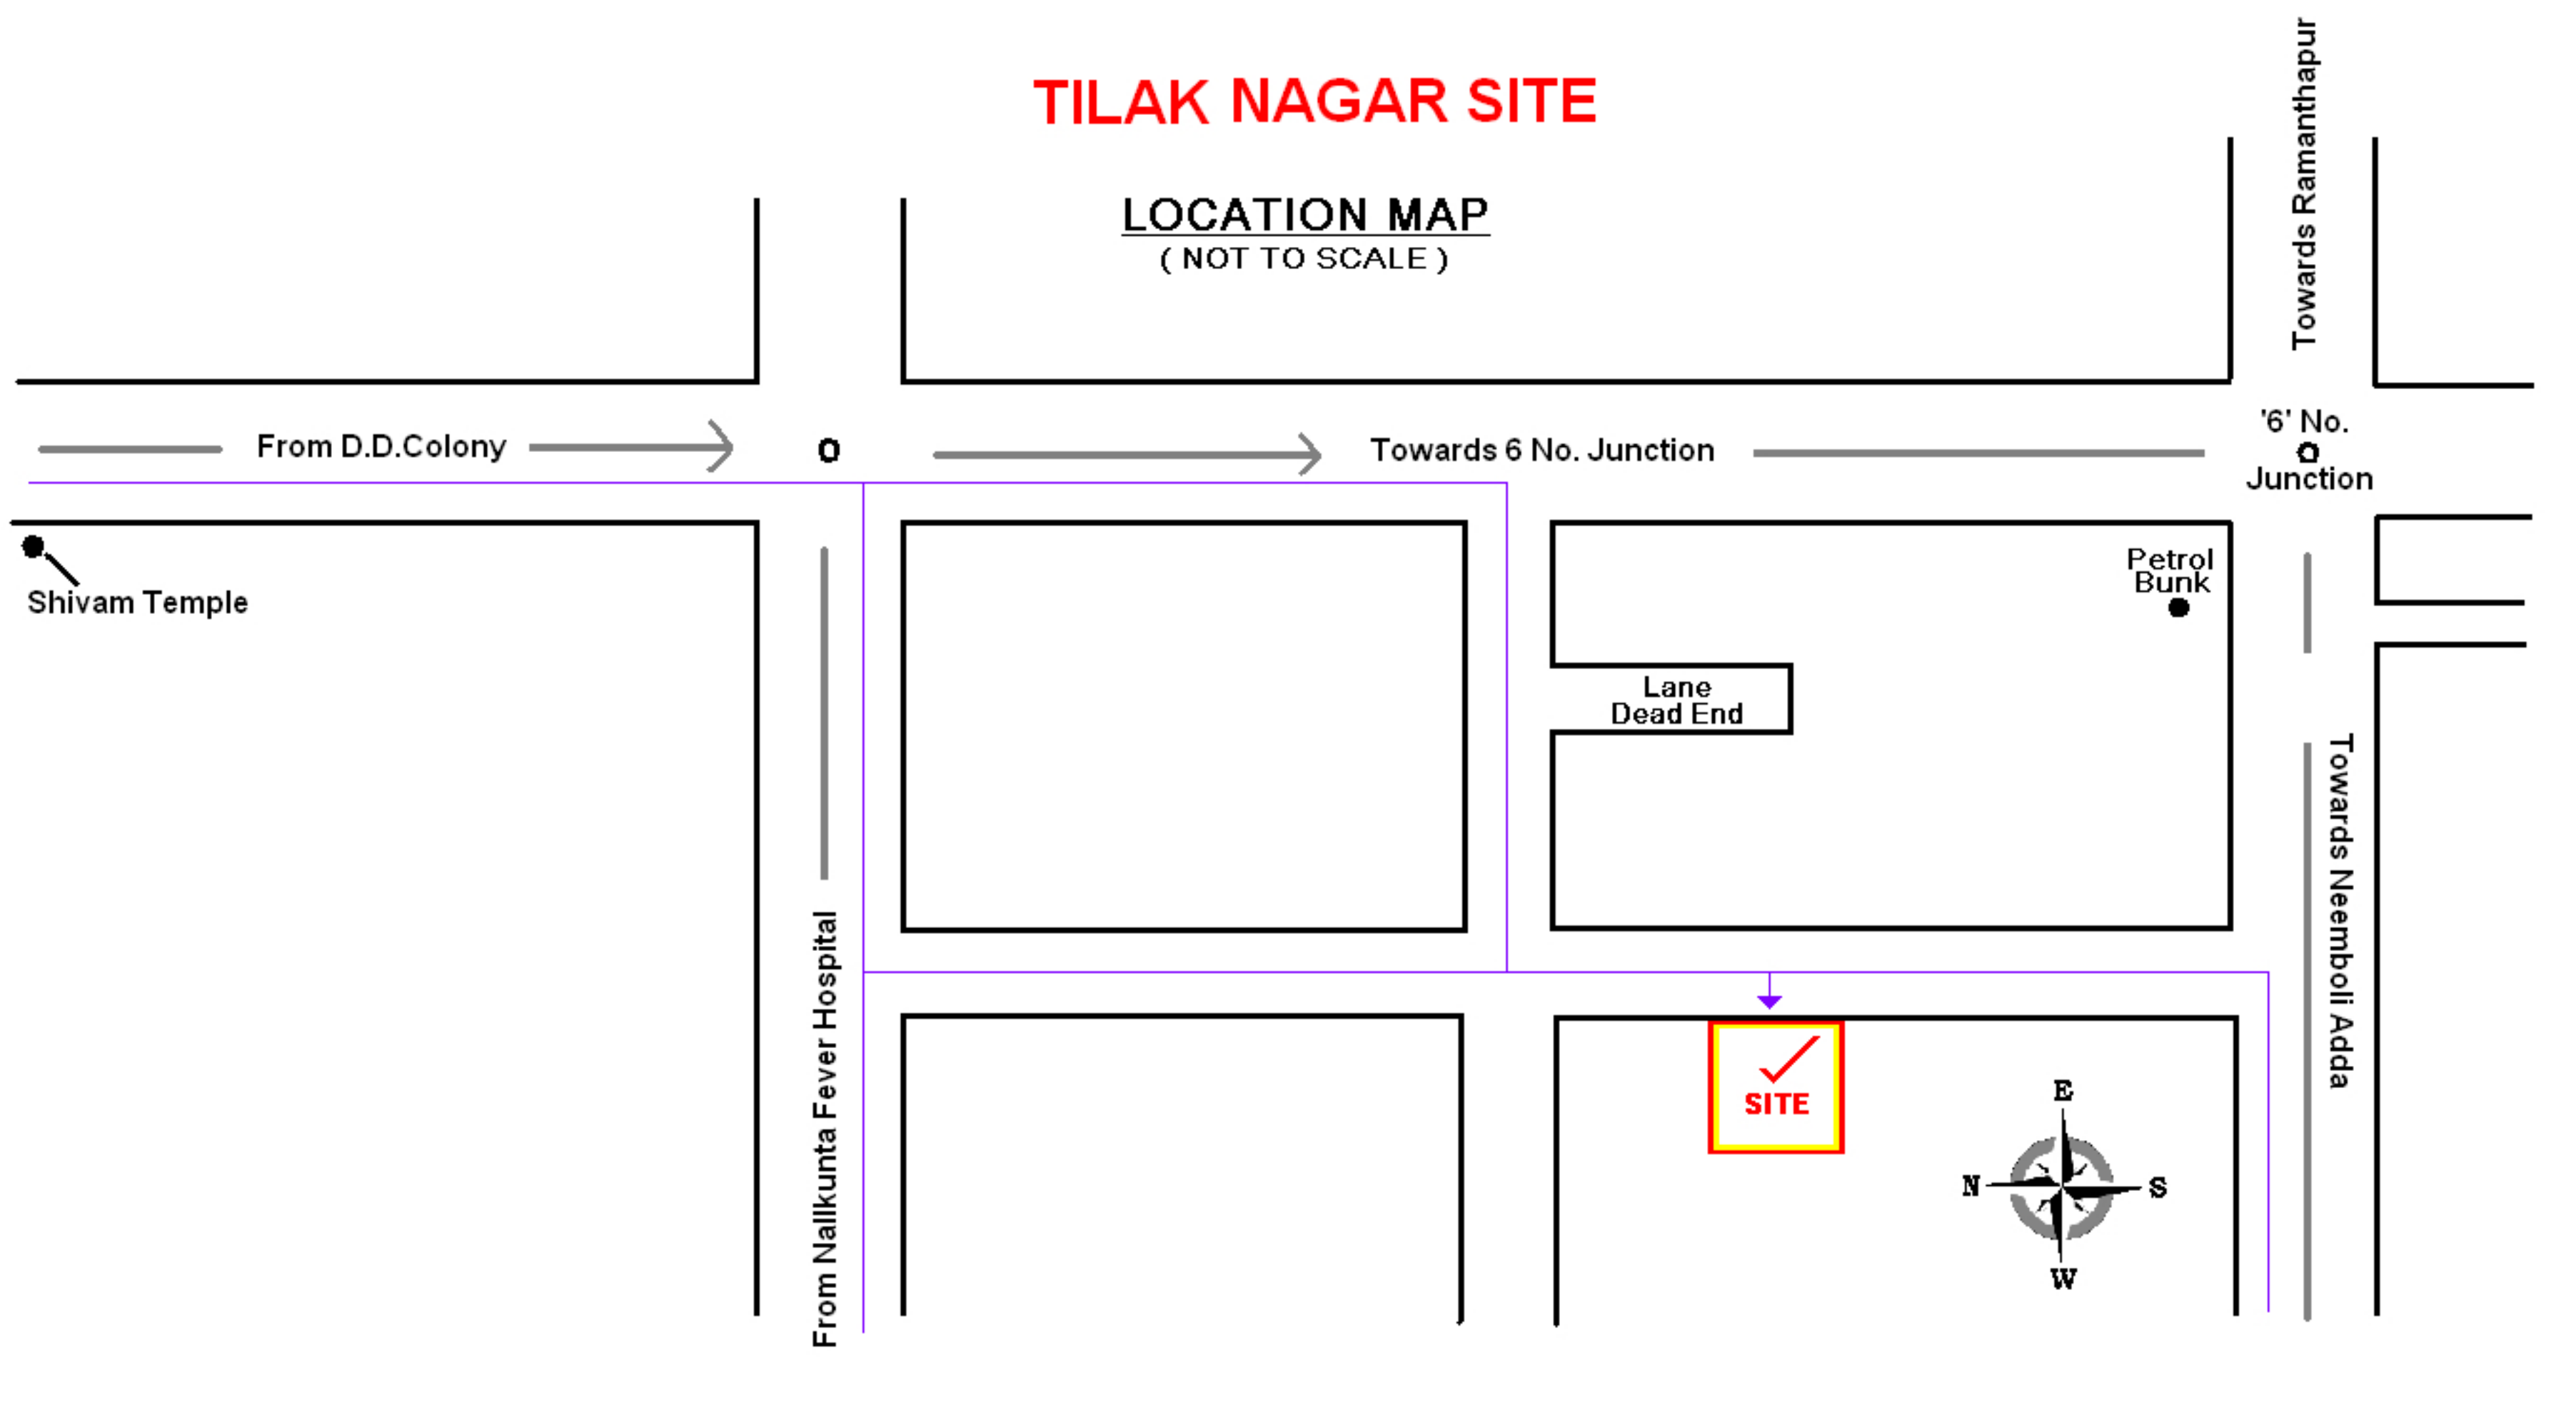 TILAK NAGAR SITE
LOCATION MAP
( NOT TO SCALE )
Towards Ramanthapur
From D.D.Colony
Towards 6 No. Junction
'6' No.
Junction
Shivam Temple
Petrol
Bunk
Lane
Dead End
Towards Neemboli Adda
From Nallkunta Fever Hospital
SITE
E
N
S
W